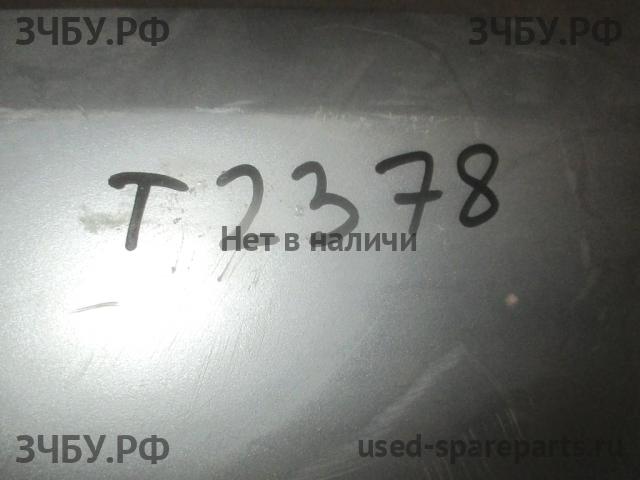 ЗЧБУ.РФ ЗЧБУ.РФ
T2378
Нет в наличи
ЗЧБУ.РФ used-spareparts.ru